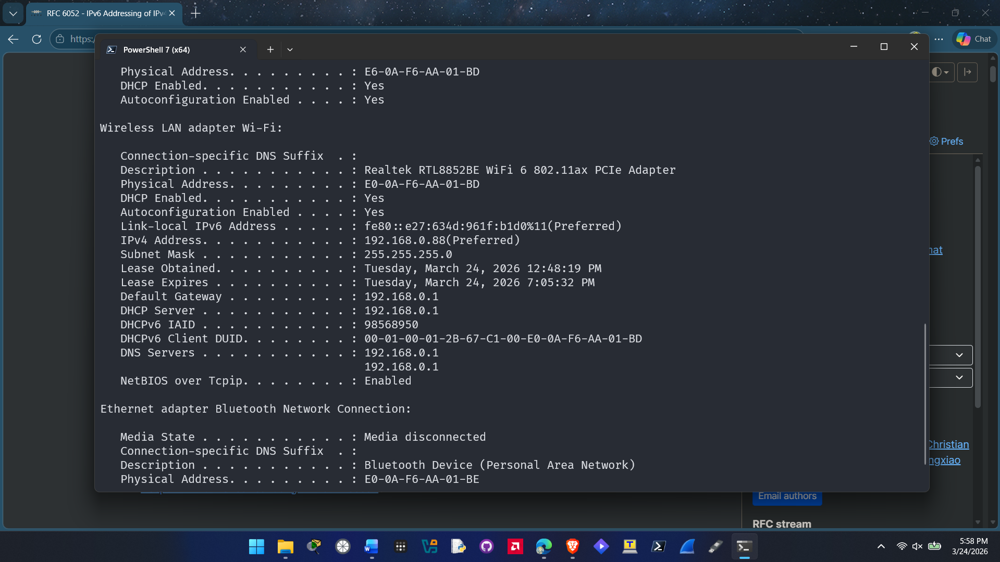 RFC 6052 - IPv6 Addressing of IPv4
https:/
Chat
PowerShell 7 (x64)
Physical Address. . . . . . . . . : E6-0A-F6-AA-01-BD
DHCP Enabled. . . . . . . . . . . : Yes
Autoconfiguration Enabled . . . . : Yes
Wireless LAN adapter Wi-Fi:
Connection-specific DNS Suffix  . :
Description . . . . . . . . . . . : Realtek RTL8852BE WiFi 6 802.11ax PCIe Adapter
Physical Address. . . . . . . . . : E0-0A-F6-AA-01-BD
DHCP Enabled. . . . . . . . . . . : Yes
Autoconfiguration Enabled . . . . : Yes
Link-local IPv6 Address . . . . . : fe80::e27:634d:961f:b1d0%11(Preferred)
IPv4 Address. . . . . . . . . . . : 192.168.0.88(Preferred)
Subnet Mask . . . . . . . . . . . : 255.255.255.0
Lease Obtained. . . . . . . . . . : Tuesday, March 24, 2026 12:48:19 PM
Lease Expires . . . . . . . . . . : Tuesday, March 24, 2026 7:05:32 PM
Default Gateway . . . . . . . . . : 192.168.0.1
DHCP Server . . . . . . . . . . . : 192.168.0.1
DHCPv6 IAID . . . . . . . . . . . : 98568950
DHCPv6 Client DUID. . . . . . . . : 00-01-00-01-2B-67-C1-00-E0-0A-F6-AA-01-BD
DNS Servers . . . . . . . . . . . : 192.168.0.1
192.168.0.1
NetBIOS over Tcpip. . . . . . . . : Enabled
Ethernet adapter Bluetooth Network Connection:
Media State . . . . . . . . . . . : Media disconnected
Connection-specific DNS Suffix  . :
Description . . . . . . . . . . . : Bluetooth Device (Personal Area Network)
Physical Address. . . . . . . . . : E0-0A-F6-AA-01-BE
Prefs
Christian
ngxiao
Email authors
RFC stream
5:58 PM
3/24/2026